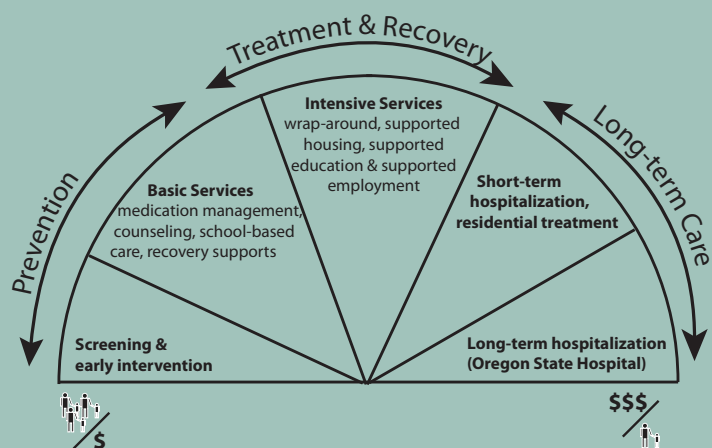 Treatment & Recovery
Prevention
Long-term Care
Intensive Services
wrap-around, supported
housing, supported
education & supported
employment
Basic Services
medication management,
counseling, school-based
care, recovery supports
Short-term
hospitalization,
residential treatment
Screening &
early intervention
Long-term hospitalization
(Oregon State Hospital)
$
$$$